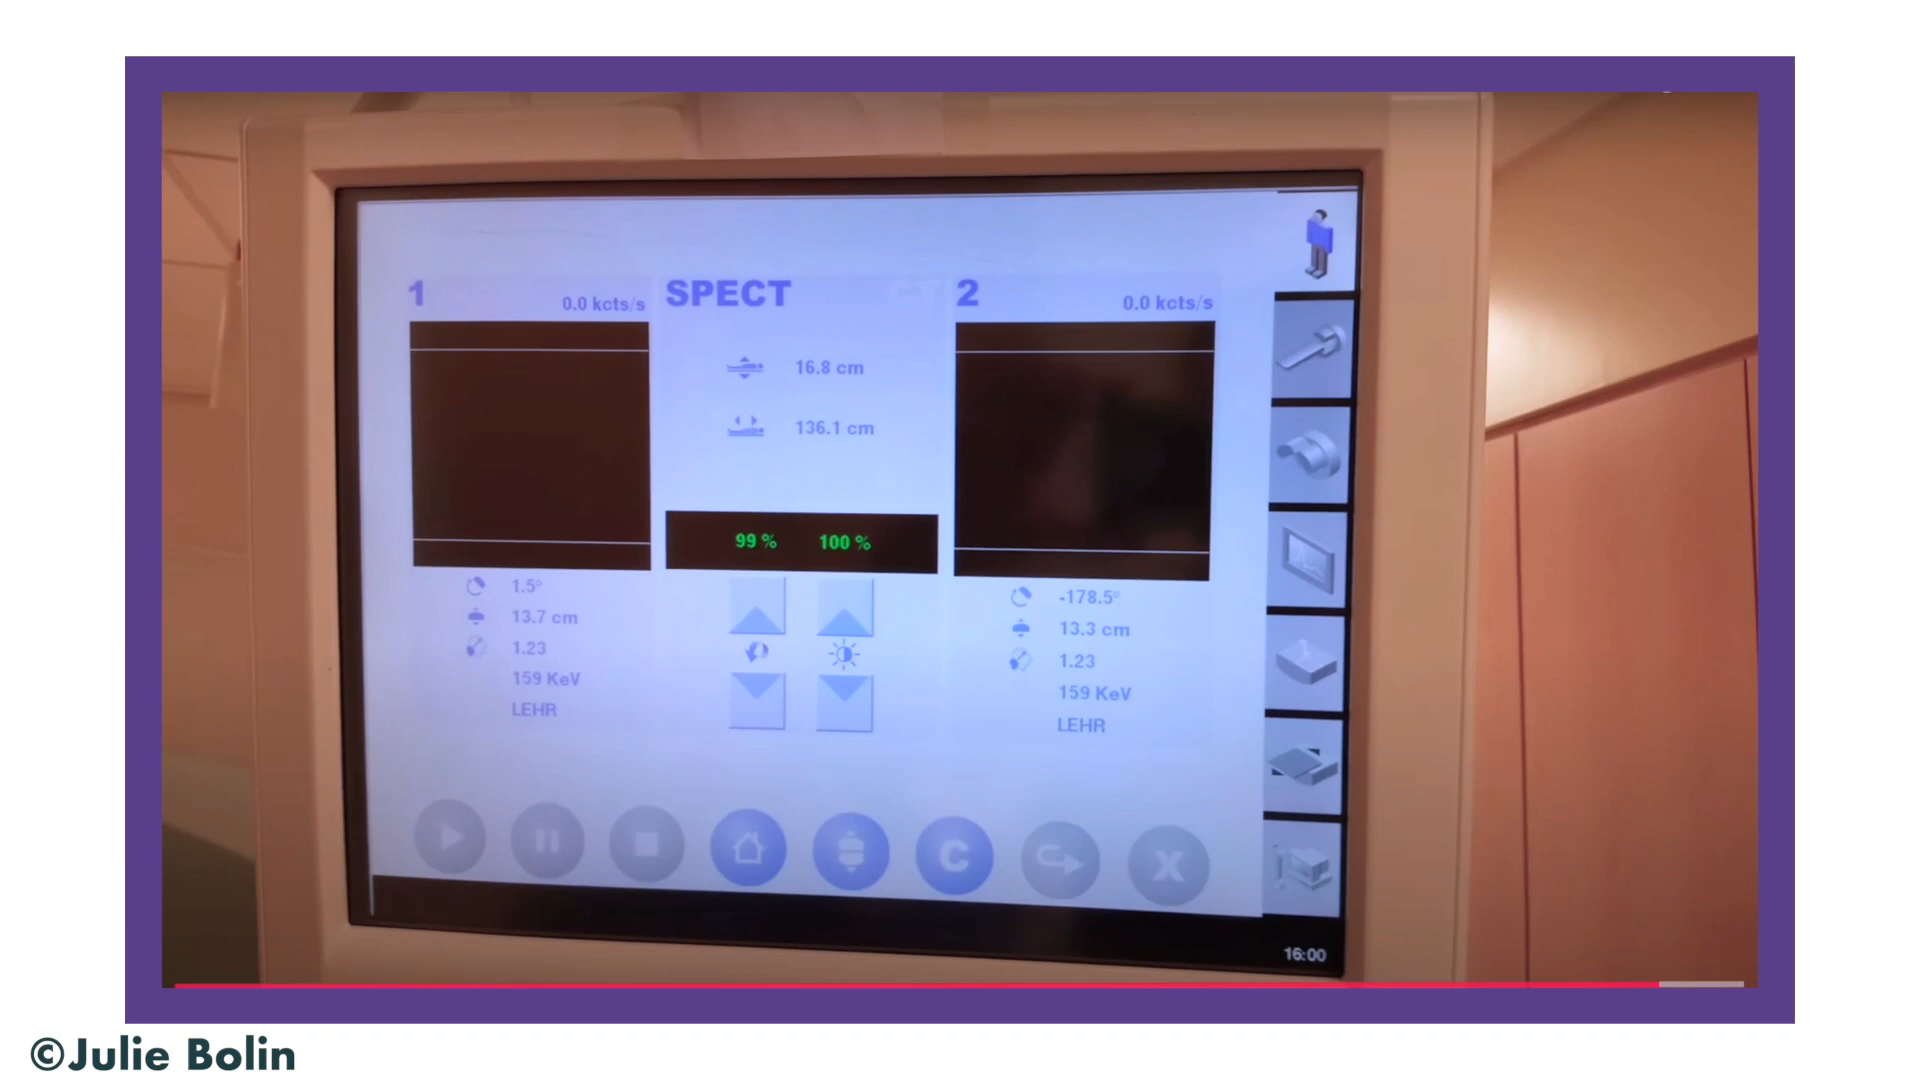 1
0.0 kcts/s
SPECT
2
0.0 kcts/s
16.8 cm
136.1 cm
99 %
100 %
1.5°
13.7 cm
1.23
159 KeV
LEHR
-178.5°
13.3 cm
1.23
159 KeV
LEHR
C
X
16:00
©Julie Bolin